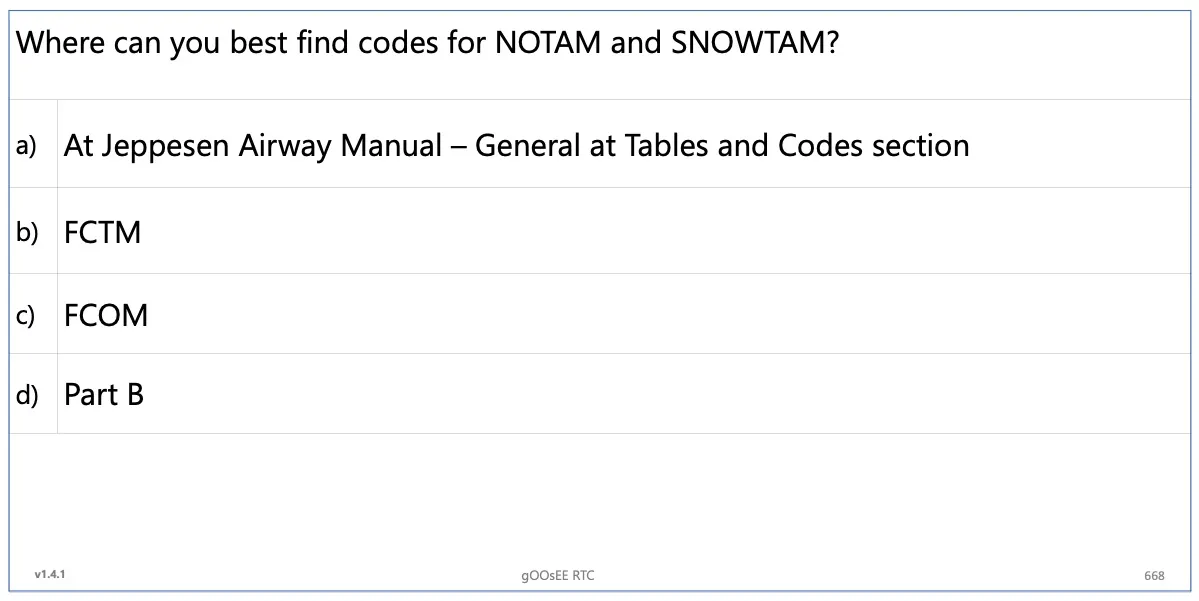 Where can you best find codes for NOTAM and SNOWTAM?
a) At Jeppesen Airway Manual – General at Tables and Codes section
b) FCTM
c) FCOM
d) Part B
v1.4.1 gOOsEE RTC 668